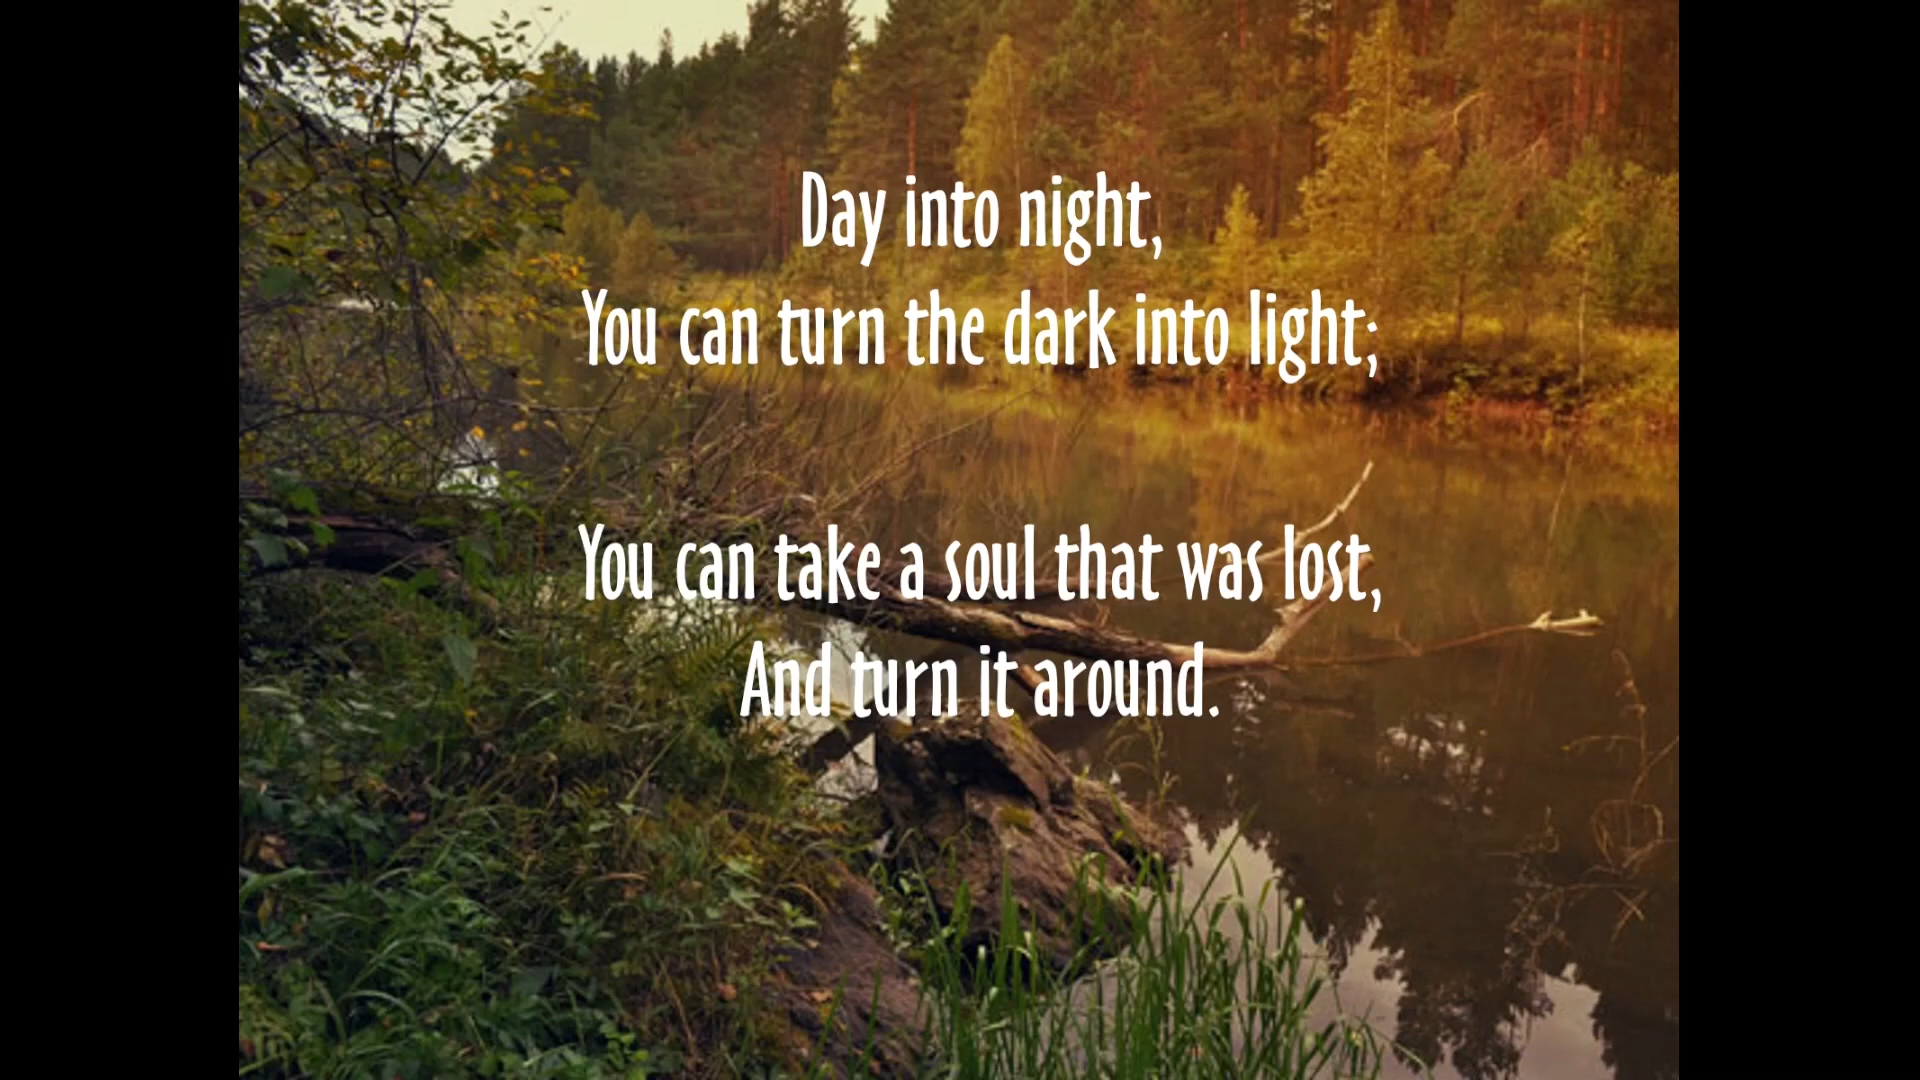 Day into night,
You can turn the dark into light;
You can take a soul that was lost,
And turn it around.